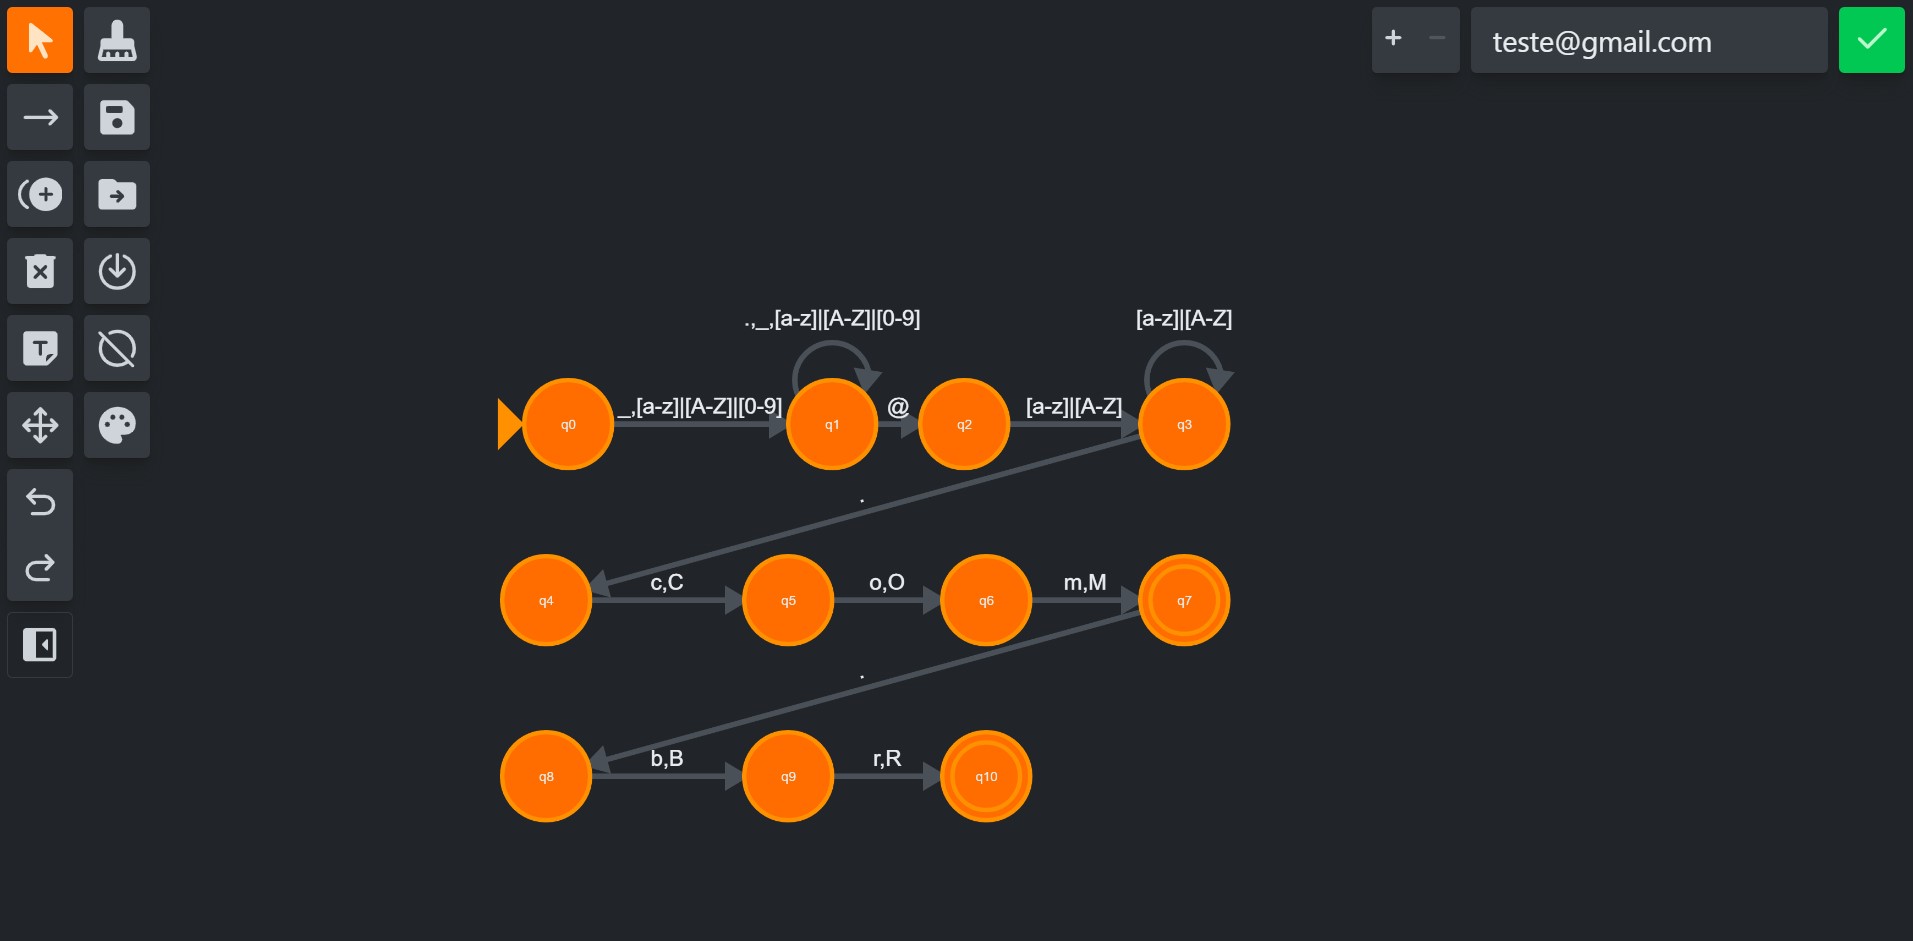 teste@gmail.com
.,_,[a-z]|[A-Z]|[0-9]
[a-z]|[A-Z]
q0
_,[a-z]|[A-Z]|[0-9]
q1
@
q2
[a-z]|[A-Z]
q3
.
q4
c,C
q5
o,O
q6
m,M
q7
.
q8
b,B
q9
r,R
q10